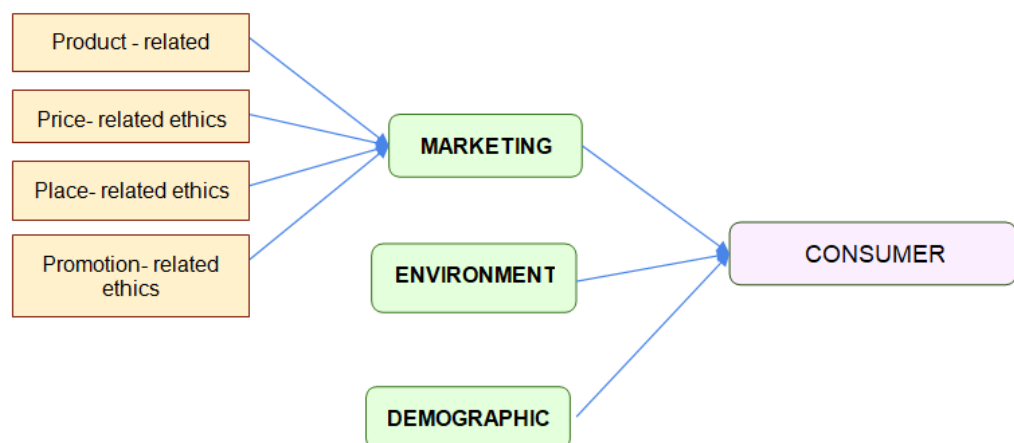 Product - related
Price- related ethics
Place- related ethics
Promotion- related
ethics
MARKETING
ENVIRONMENT
DEMOGRAPHIC
CONSUMER